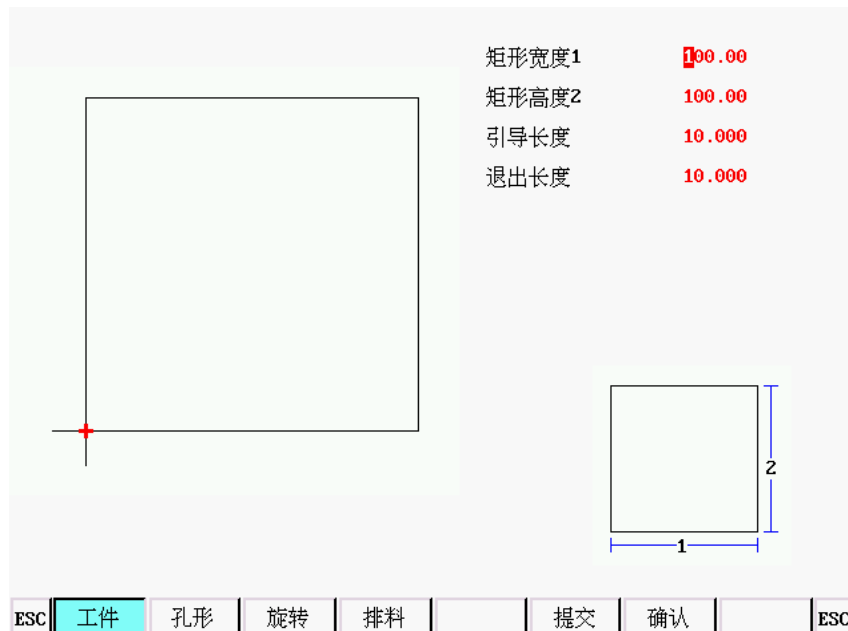 矩形宽度1 100.00
矩形高度2 100.00
引导长度 10.000
退出长度 10.000
2
1
ESC 工件 孔形 旋转 排料 提交 确认 ESC